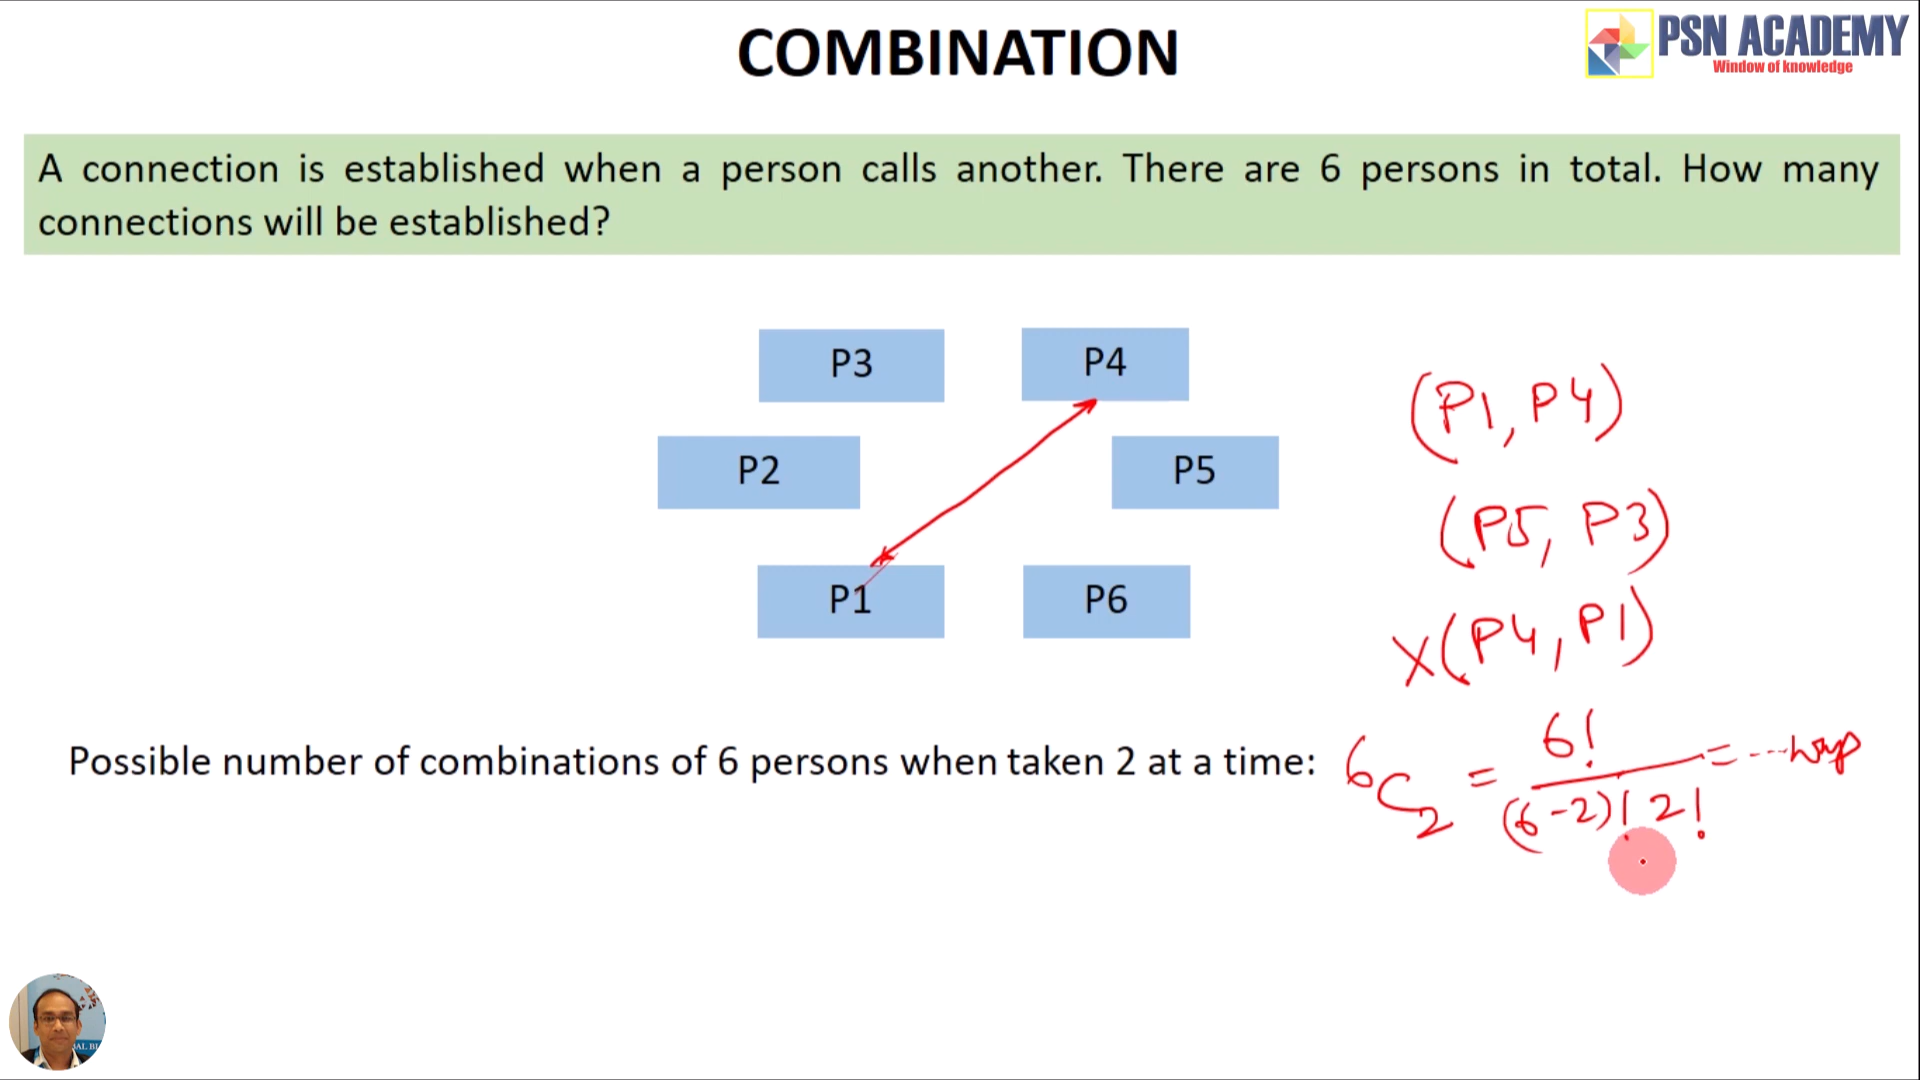 COMBINATION
PSN ACADEMY
Window of knowledge
A connection is established when a person calls another. There are 6 persons in total. How many
connections will be established?
P3
P4
P2
P5
P1
P6
(P1, P4)
(P5, P3)
X(P4, P1)
Possible number of combinations of 6 persons when taken 2 at a time:
6C2 = 6! / (6-2)! 2! = ...